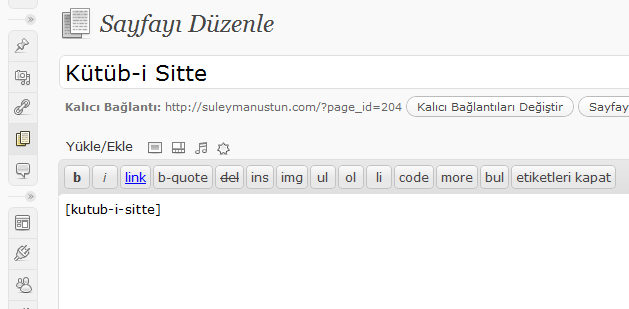 Sayfayı Düzenle
Kütüb-i Sitte
Kalıcı Bağlantı: http://suleymanustun.com/?page_id=204 Kalıcı Bağlantıları Değiştir Sayfay
Yükle/Ekle
b i link b-quote del ins img ul ol li code more bul etiketleri kapat
[kutub-i-sitte]